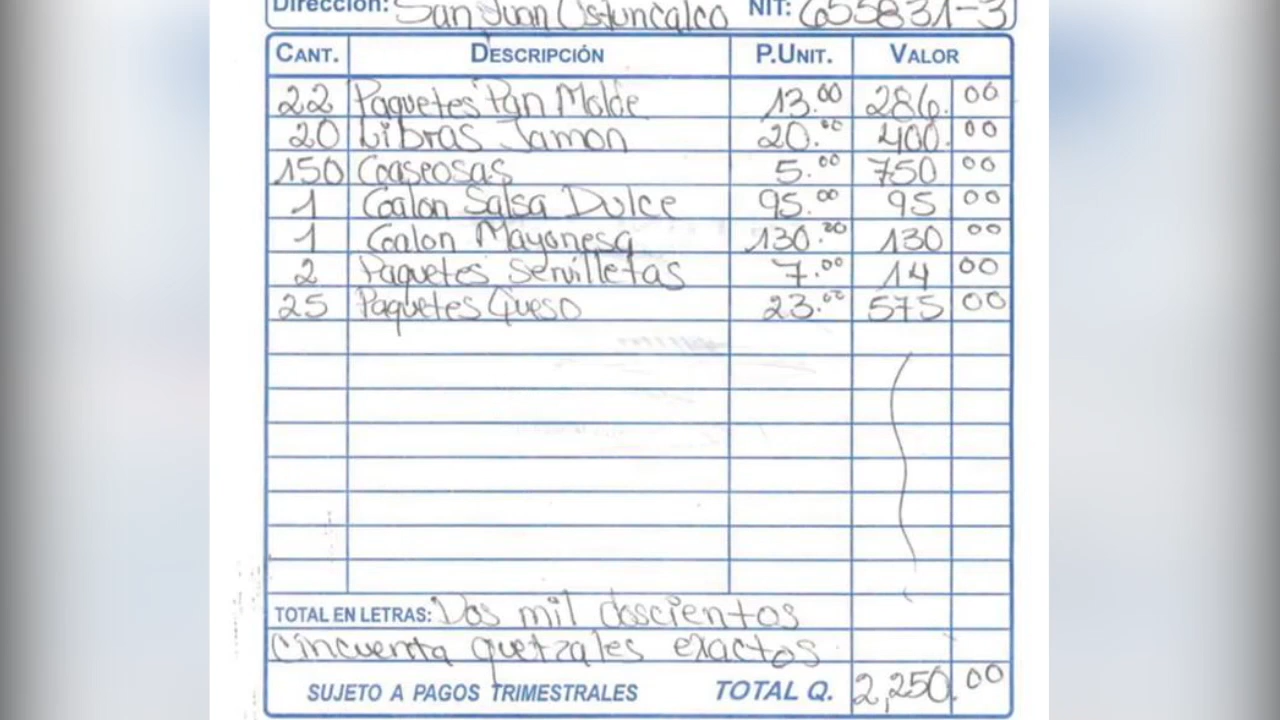 Dirección: San Juan Ostuncalco NIT: 655831-3
CANT. DESCRIPCIÓN P.UNIT. VALOR
22 Paquetes Pan Molde 13.00 286.00
20 Libras Jamon 20.00 400.00
150 Gaseosas 5.00 750 00
1 Galon Salsa Dulce 95.00 95 00
1 Galon Mayonesa 130.00 130 00
2 Paquetes Servilletas 7.00 14 00
25 Paquetes Queso 23.00 575 00
TOTAL EN LETRAS: Dos mil doscientos
cincuenta quetzales exactos
SUJETO A PAGOS TRIMESTRALES TOTAL Q. 2,250.00